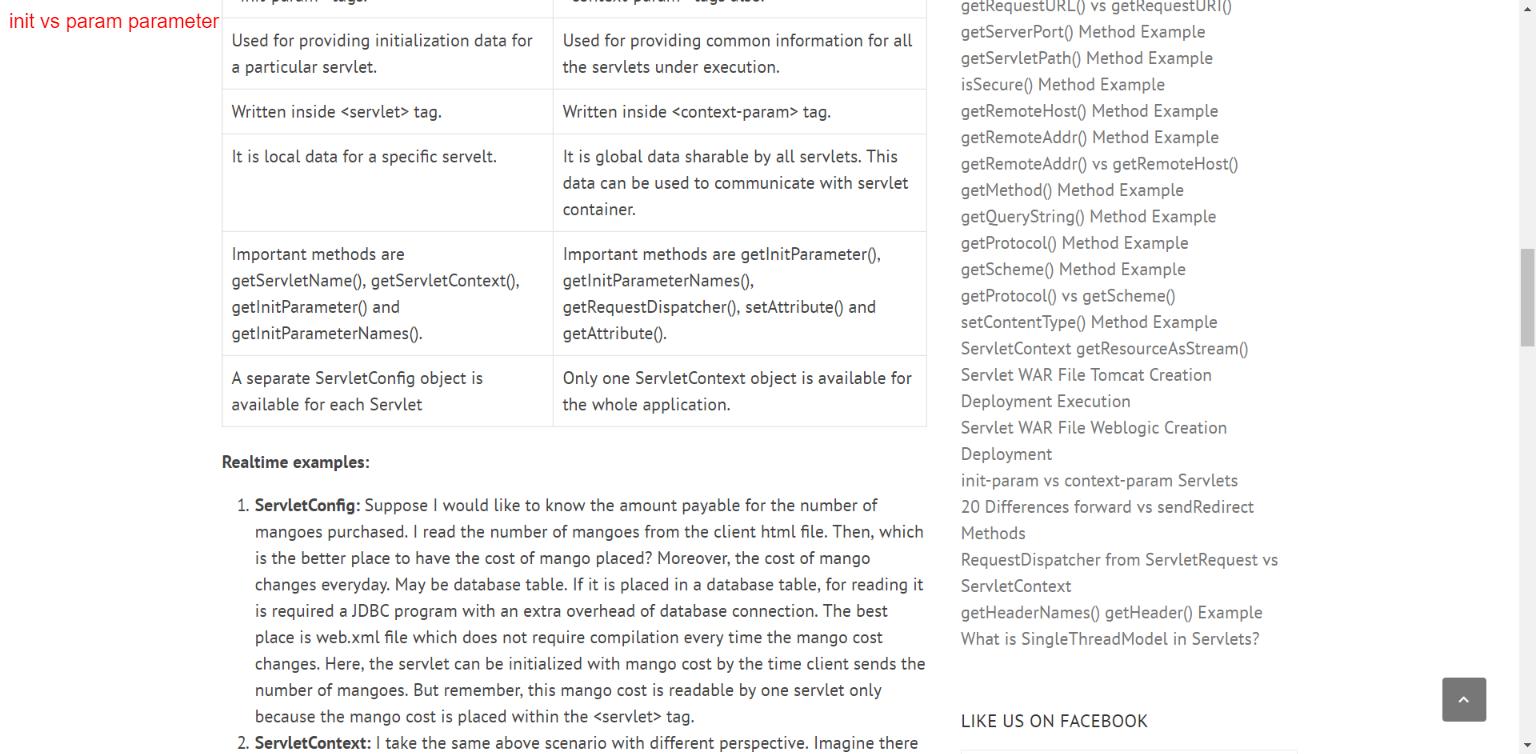 init vs param parameter
"init-param" tags.
"context-param" tags also.
Used for providing initialization data for
a particular servlet.
Used for providing common information for all
the servlets under execution.
Written inside <servlet> tag.
Written inside <context-param> tag.
It is local data for a specific servelt.
It is global data sharable by all servlets. This
data can be used to communicate with servlet
container.
Important methods are
getServletName(), getServletContext(),
getInitParameter() and
getInitParameterNames().
Important methods are getInitParameter(),
getInitParameterNames(),
getRequestDispatcher(), setAttribute() and
getAttribute().
A separate ServletConfig object is
available for each Servlet
Only one ServletContext object is available for
the whole application.
Realtime examples:
1. ServletConfig: Suppose I would like to know the amount payable for the number of
mangoes purchased. I read the number of mangoes from the client html file. Then, which
is the better place to have the cost of mango placed? Moreover, the cost of mango
changes everyday. May be database table. If it is placed in a database table, for reading it
is required a JDBC program with an extra overhead of database connection. The best
place is web.xml file which does not require compilation every time the mango cost
changes. Here, the servlet can be initialized with mango cost by the time client sends the
number of mangoes. But remember, this mango cost is readable by one servlet only
because the mango cost is placed within the <servlet> tag.
2. ServletContext: I take the same above scenario with different perspective. Imagine there
getRequestURL() vs getRequestURI()
getServerPort() Method Example
getServletPath() Method Example
isSecure() Method Example
getRemoteHost() Method Example
getRemoteAddr() Method Example
getRemoteAddr() vs getRemoteHost()
getMethod() Method Example
getQueryString() Method Example
getProtocol() Method Example
getScheme() Method Example
getProtocol() vs getScheme()
setContentType() Method Example
ServletContext getResourceAsStream()
Servlet WAR File Tomcat Creation
Deployment Execution
Servlet WAR File Weblogic Creation
Deployment
init-param vs context-param Servlets
20 Differences forward vs sendRedirect
Methods
RequestDispatcher from ServletRequest vs
ServletContext
getHeaderNames() getHeader() Example
What is SingleThreadModel in Servlets?
LIKE US ON FACEBOOK